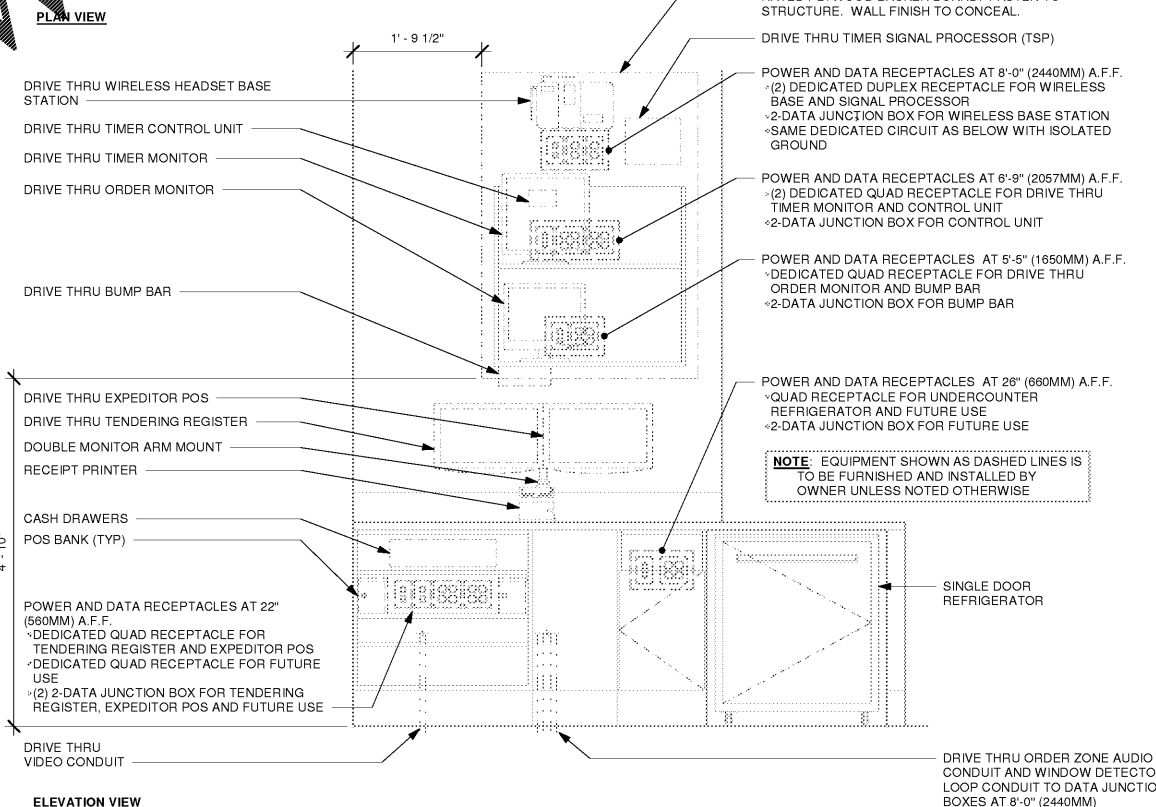 PLAN VIEW
STRUCTURE. WALL FINISH TO CONCEAL.
1' - 9 1/2"
DRIVE THRU TIMER SIGNAL PROCESSOR (TSP)
DRIVE THRU WIRELESS HEADSET BASE
STATION
DRIVE THRU TIMER CONTROL UNIT
DRIVE THRU TIMER MONITOR
DRIVE THRU ORDER MONITOR
DRIVE THRU BUMP BAR
POWER AND DATA RECEPTACLES AT 8'-0" (2440MM) A.F.F.
(2) DEDICATED DUPLEX RECEPTACLE FOR WIRELESS
BASE AND SIGNAL PROCESSOR
2-DATA JUNCTION BOX FOR WIRELESS BASE STATION
SAME DEDICATED CIRCUIT AS BELOW WITH ISOLATED
GROUND
POWER AND DATA RECEPTACLES AT 6'-9" (2057MM) A.F.F.
(2) DEDICATED QUAD RECEPTACLE FOR DRIVE THRU
TIMER MONITOR AND CONTROL UNIT
2-DATA JUNCTION BOX FOR CONTROL UNIT
POWER AND DATA RECEPTACLES AT 5'-5" (1650MM) A.F.F.
DEDICATED QUAD RECEPTACLE FOR DRIVE THRU
ORDER MONITOR AND BUMP BAR
2-DATA JUNCTION BOX FOR BUMP BAR
DRIVE THRU EXPEDITOR POS
DRIVE THRU TENDERING REGISTER
DOUBLE MONITOR ARM MOUNT
RECEIPT PRINTER
CASH DRAWERS
POS BANK (TYP)
POWER AND DATA RECEPTACLES AT 26" (660MM) A.F.F.
QUAD RECEPTACLE FOR UNDERCOUNTER
REFRIGERATOR AND FUTURE USE
2-DATA JUNCTION BOX FOR FUTURE USE
NOTE: EQUIPMENT SHOWN AS DASHED LINES IS
TO BE FURNISHED AND INSTALLED BY
OWNER UNLESS NOTED OTHERWISE
4' - 10"
POWER AND DATA RECEPTACLES AT 22"
(560MM) A.F.F.
DEDICATED QUAD RECEPTACLE FOR
TENDERING REGISTER AND EXPEDITOR POS
DEDICATED QUAD RECEPTACLE FOR FUTURE
USE
(2) 2-DATA JUNCTION BOX FOR TENDERING
REGISTER, EXPEDITOR POS AND FUTURE USE
SINGLE DOOR
REFRIGERATOR
DRIVE THRU
VIDEO CONDUIT
DRIVE THRU ORDER ZONE AUDIO
CONDUIT AND WINDOW DETECTO
LOOP CONDUIT TO DATA JUNCTIO
BOXES AT 8'-0" (2440MM)
ELEVATION VIEW